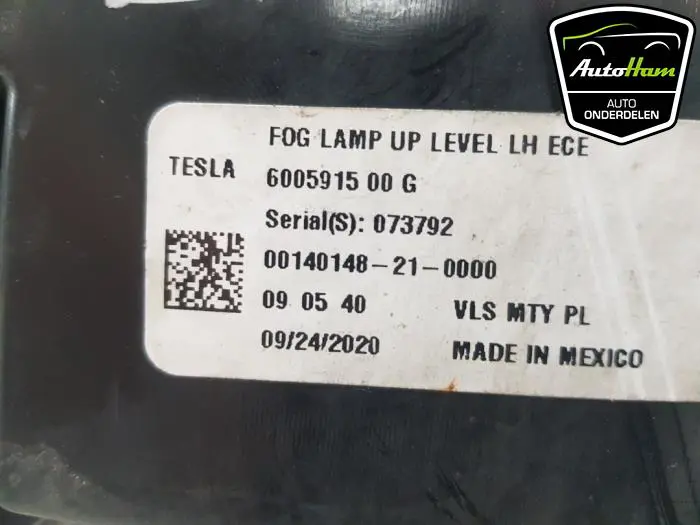 AutoHam
AUTO
ONDERDELEN
FOG LAMP UP LEVEL LH ECE
TESLA
6005915 00 G
Serial(S): 073792
00140148-21-0000
09 05 40
VLS MTY PL
09/24/2020
MADE IN MEXICO